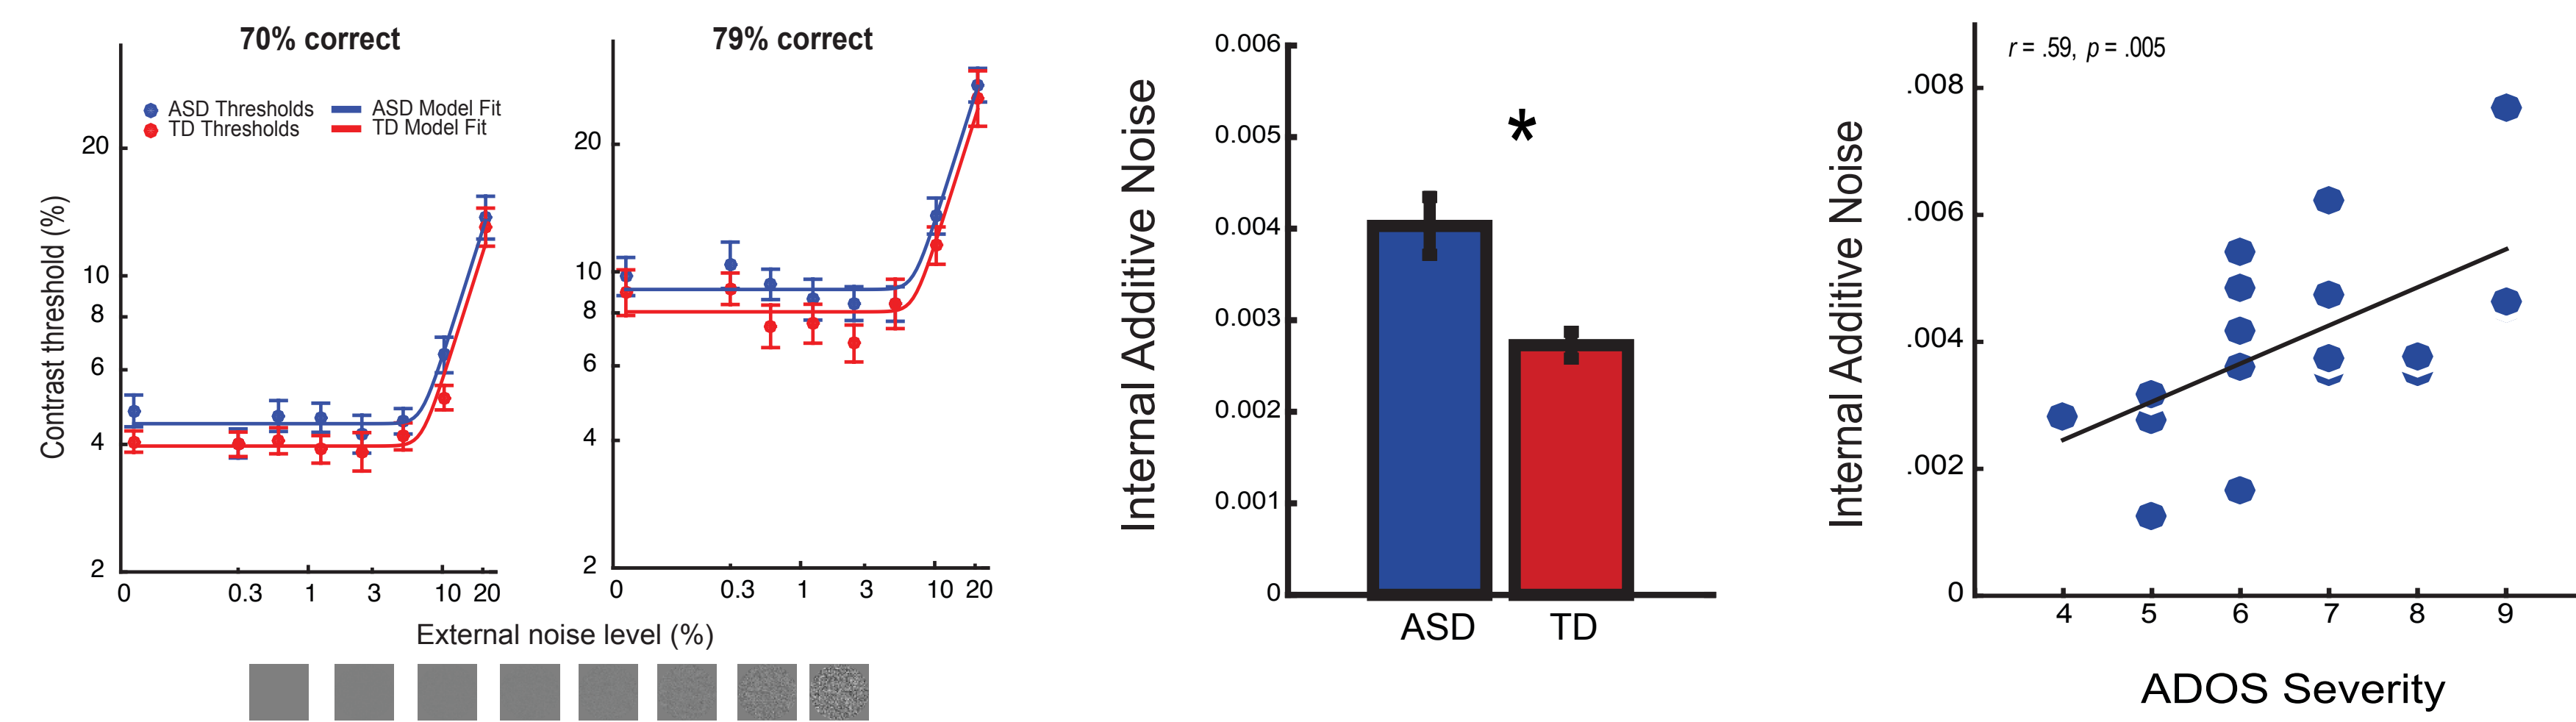 70% correct
ASD Thresholds
TD Thresholds
ASD Model Fit
TD Model Fit
Contrast threshold (%)
20
10
8
6
4
2
0 0.3 1 3 10 20
79% correct
20
10
8
6
4
2
0 0.3 1 3 10 20
External noise level (%)
Internal Additive Noise
0.006
0.005
*
0.004
0.003
0.002
0.001
0
ASD TD
Internal Additive Noise
r = .59, p = .005
.008
.006
.004
.002
0
4 5 6 7 8 9
ADOS Severity